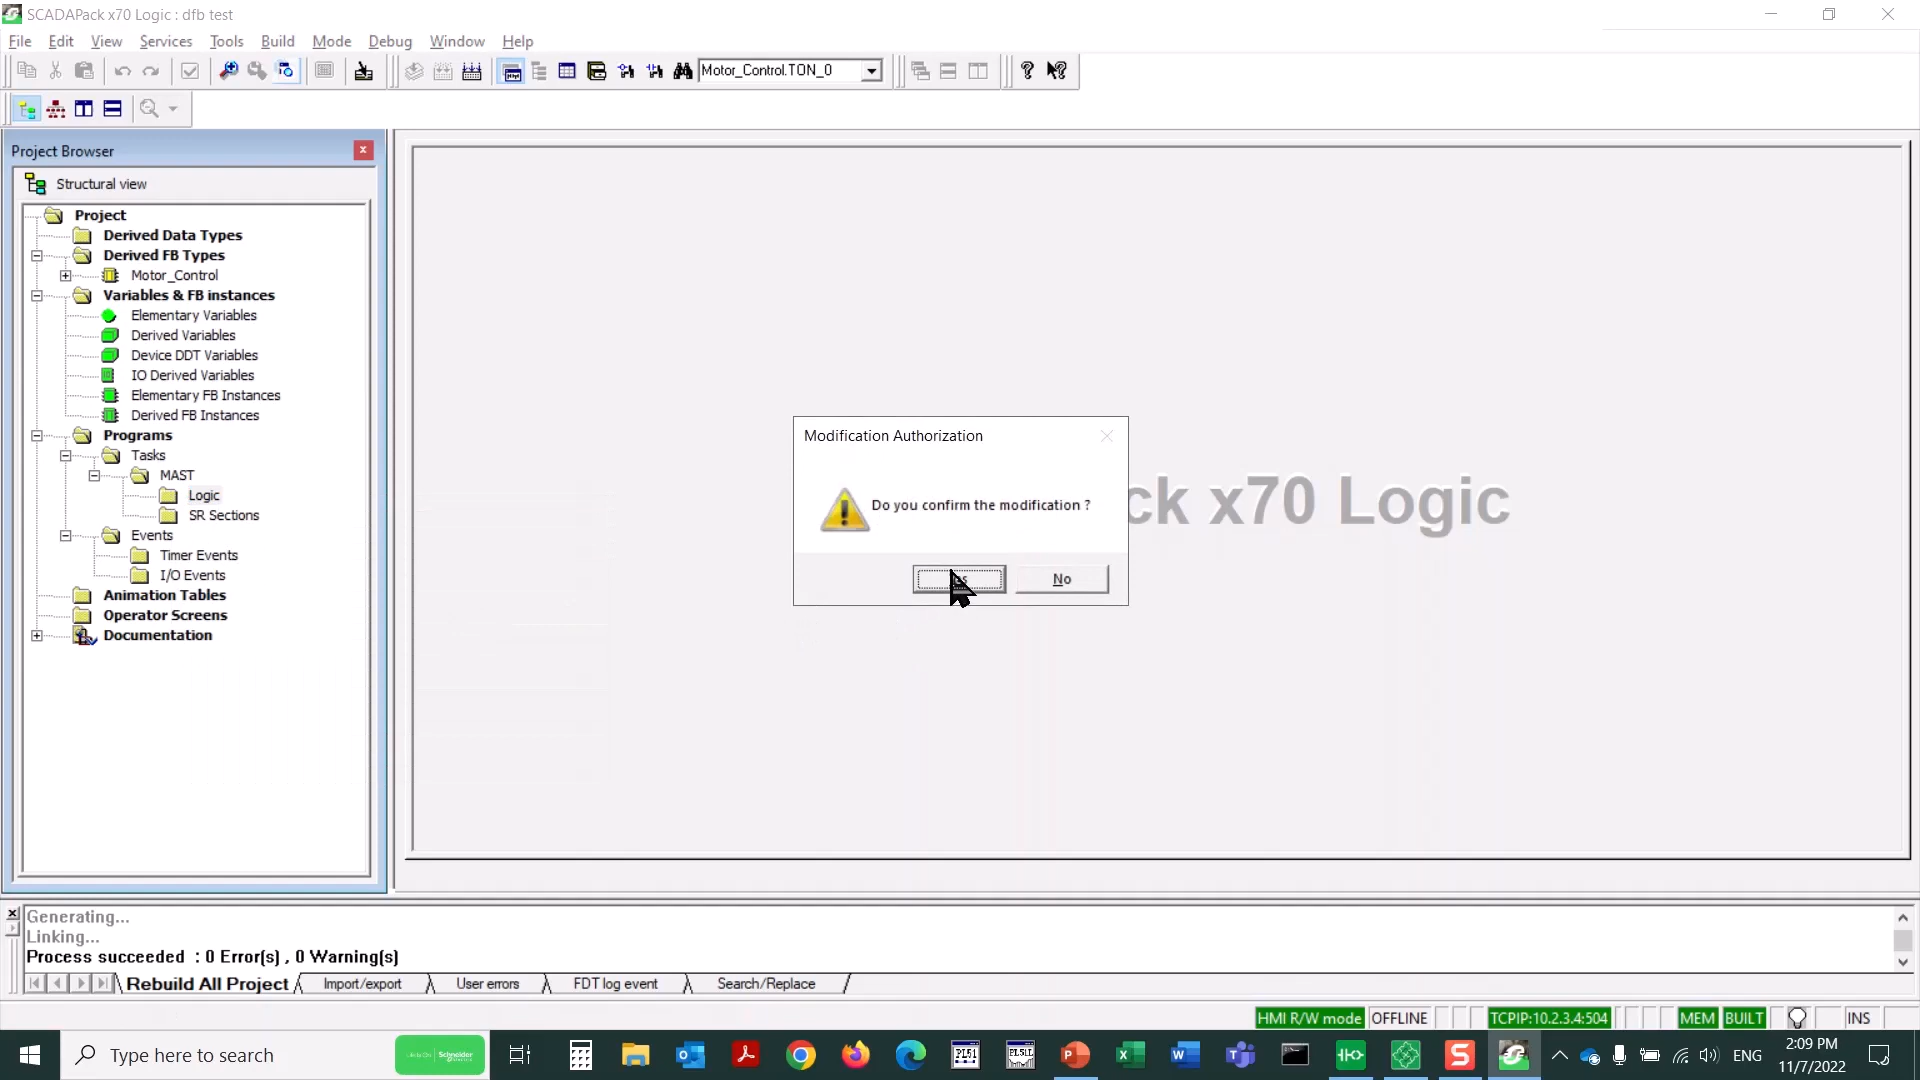 SCADAPack x70 Logic : dfb test
File Edit View Services Tools Build Mode Debug Window Help
Motor_Control.TON_0
Project Browser
Structural view
Project
Derived Data Types
Derived FB Types
Motor_Control
Variables & FB instances
Elementary Variables
Derived Variables
Device DDT Variables
IO Derived Variables
Elementary FB Instances
Derived FB Instances
Programs
Tasks
MAST
Logic
SR Sections
Events
Timer Events
I/O Events
Animation Tables
Operator Screens
Documentation
Modification Authorization
Do you confirm the modification ?
No
x70 Logic
Generating...
Linking...
Process succeeded : 0 Error(s) , 0 Warning(s)
Rebuild All Project Import/export User errors FDT log event Search/Replace
HMI R/W mode OFFLINE TCPIP:10.2.3.4:504 MEM BUILT INS
Type here to search
Schneider
ENG
2:09 PM
11/7/2022